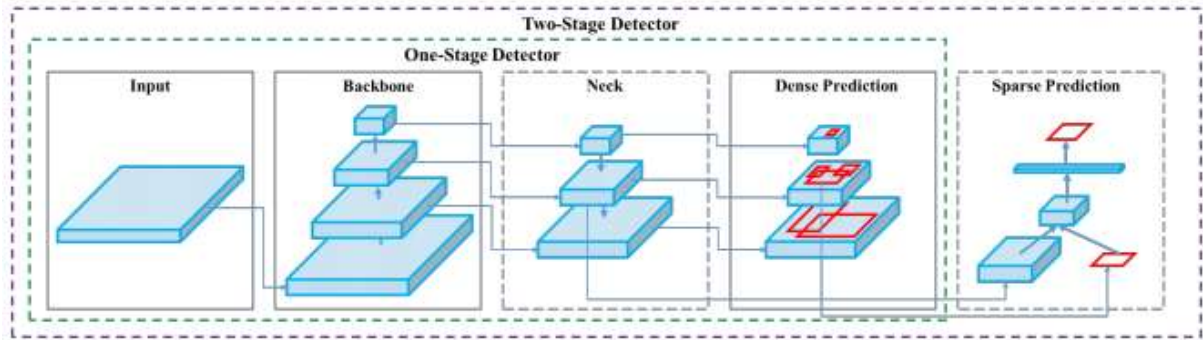 Two-Stage Detector
One-Stage Detector
Input
Backbone
Neck
Dense Prediction
Sparse Prediction